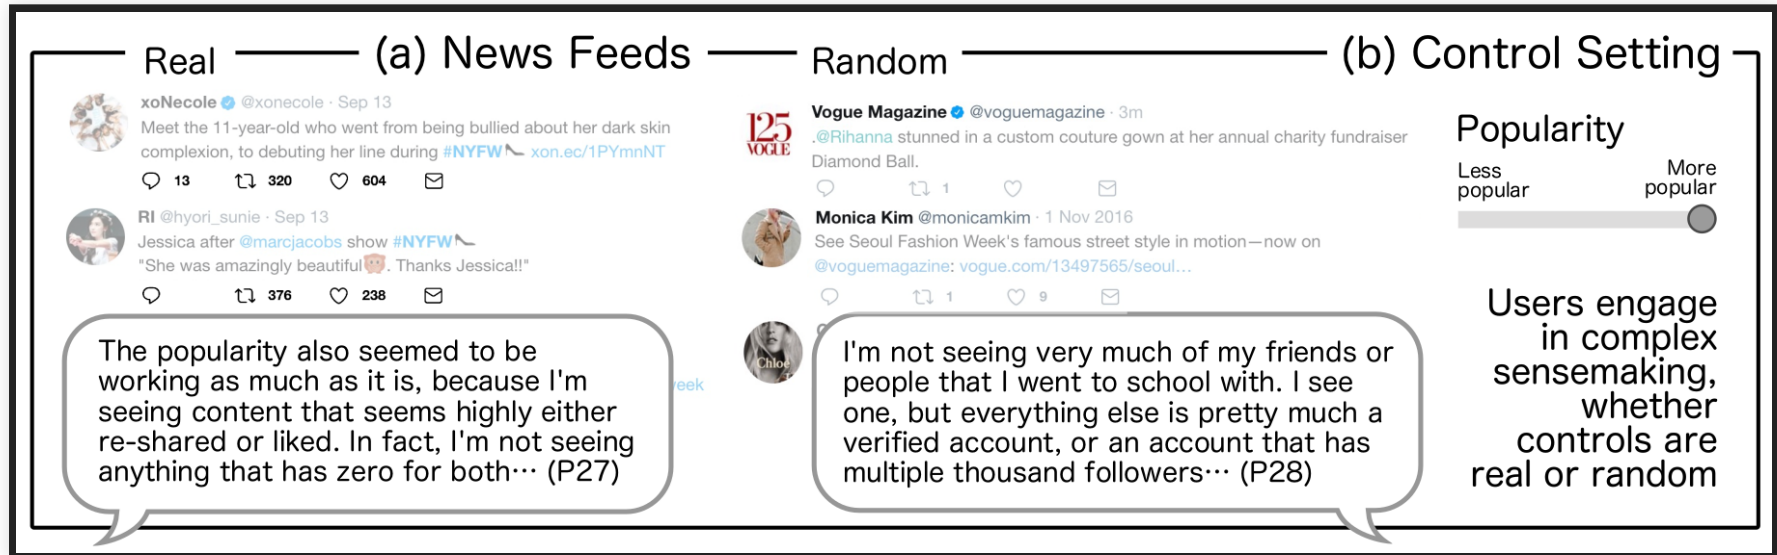 Real
(a) News Feeds
Random
(b) Control Setting
xoNecole @xonecole · Sep 13
Meet the 11-year-old who went from being bullied about her dark skin
complexion, to debuting her line during #NYFW xon.ec/1PYmnNT
13 320 604
RI @hyori_sunie · Sep 13
Jessica after @marcjacobs show #NYFW
"She was amazingly beautiful. Thanks Jessica!!"
376 238
The popularity also seemed to be
working as much as it is, because I'm
seeing content that seems highly either
re-shared or liked. In fact, I'm not seeing
anything that has zero for both… (P27)
125
VOGUE
Vogue Magazine @voguemagazine · 3m
.@Rihanna stunned in a custom couture gown at her annual charity fundraiser
Diamond Ball.
1
Monica Kim @monicamkim · 1 Nov 2016
See Seoul Fashion Week's famous street style in motion—now on
@voguemagazine: vogue.com/13497565/seoul…
1 9
Chloé
I'm not seeing very much of my friends or
people that I went to school with. I see
one, but everything else is pretty much a
verified account, or an account that has
multiple thousand followers… (P28)
Popularity
Less
popular
More
popular
Users engage
in complex
sensemaking,
whether
controls are
real or random